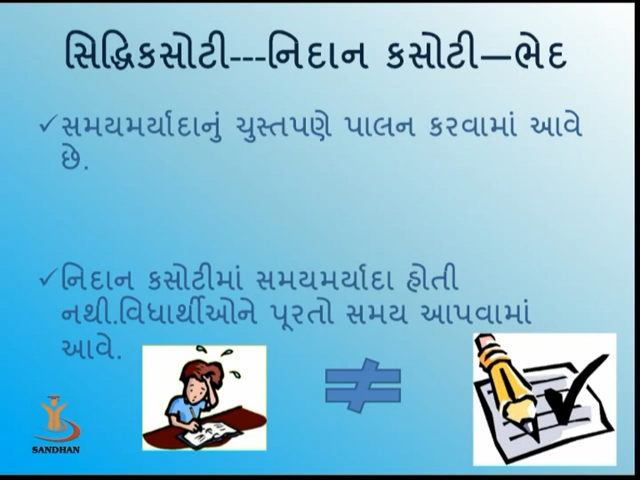 સિદ્ધિકસોટી---નિદાન કસોટી—ભેદ
✓સમયમર્યાદાનું ચુસ્તપણે પાલન કરવામાં આવે
છે.
✓નિદાન કસોટીમાં સમયમર્યાદા હોતી
નથી.વિધાર્થીઓને પૂરતો સમય આપવામાં
આવે.
≠
SANDHAN